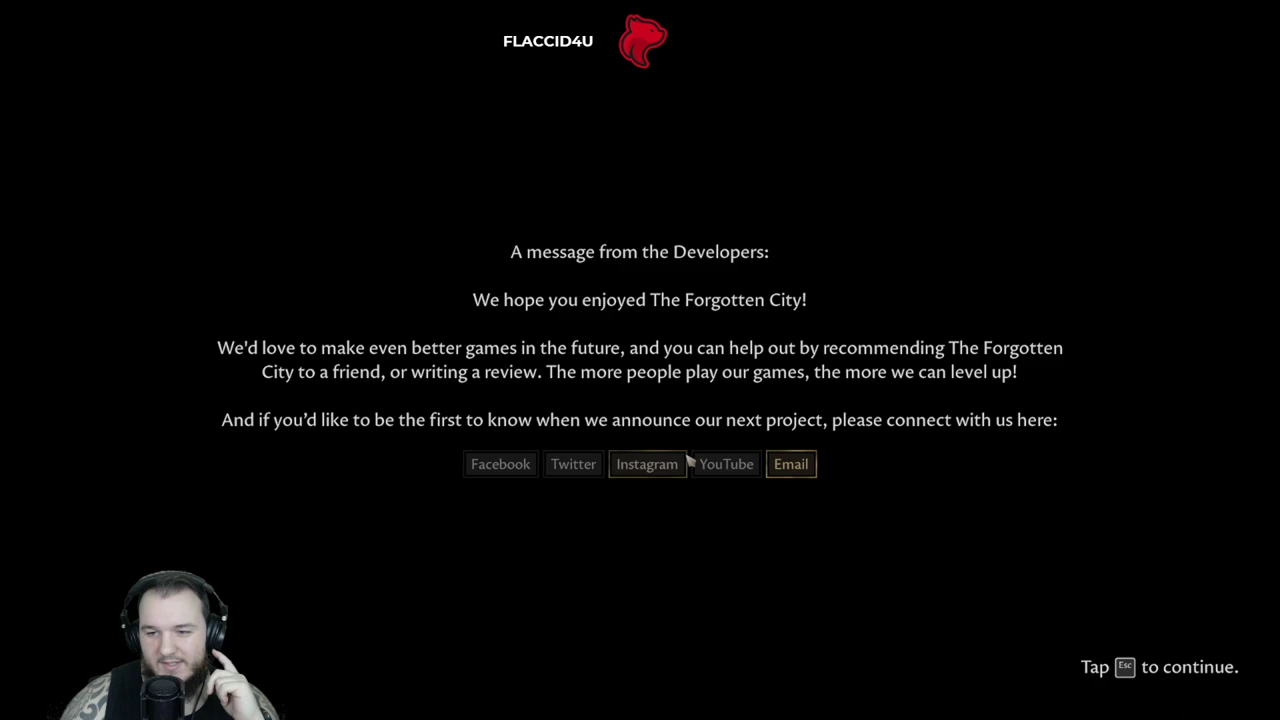 FLACCID4U
A message from the Developers:
We hope you enjoyed The Forgotten City!
We'd love to make even better games in the future, and you can help out by recommending The Forgotten
City to a friend, or writing a review. The more people play our games, the more we can level up!
And if you’d like to be the first to know when we announce our next project, please connect with us here:
Facebook Twitter Instagram YouTube Email
Tap Esc to continue.